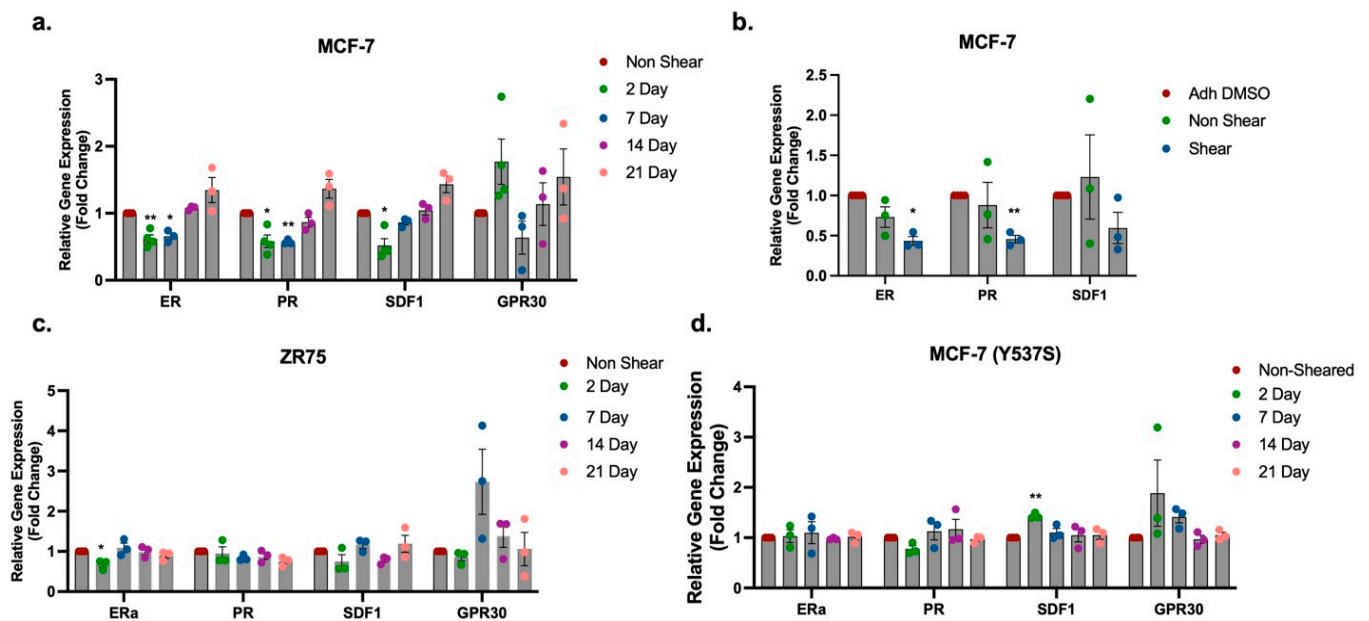 a.
MCF-7
Relative Gene Expression
(Fold Change)
3
2
1
0
** *
* **
*
ER PR SDF1 GPR30
Non Shear
2 Day
7 Day
14 Day
21 Day
b.
MCF-7
Relative Gene Expression
(Fold Change)
2.5
2.0
1.5
1.0
0.5
0.0
*
**
ER PR SDF1
Adh DMSO
Non Shear
Shear
c.
ZR75
Relative Gene Expression
(Fold Change)
5
4
3
2
1
0
*
ERa PR SDF1 GPR30
Non Shear
2 Day
7 Day
14 Day
21 Day
d.
MCF-7 (Y537S)
Relative Gene Expression
(Fold Change)
4
3
2
1
0
**
ERa PR SDF1 GPR30
Non-Sheared
2 Day
7 Day
14 Day
21 Day